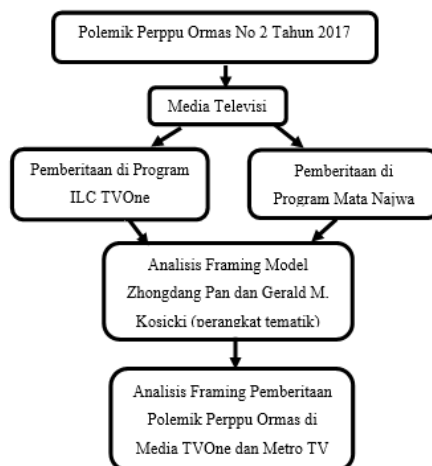 Polemik Perppu Ormas No 2 Tahun 2017
Media Televisi
Pemberitaan di Program
ILC TVOne
Pemberitaan di
Program Mata Najwa
Analisis Framing Model
Zhongdang Pan dan Gerald M.
Kosicki (perangkat tematik)
Analisis Framing Pemberitaan
Polemik Perppu Ormas di
Media TVOne dan Metro TV